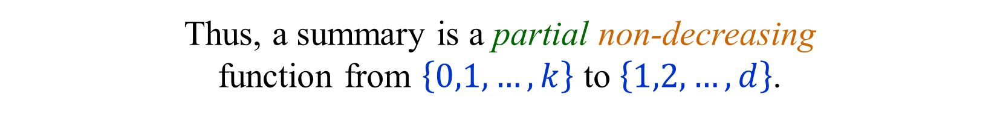 Thus, a summary is a partial non-decreasing
function from {0,1, … , k} to {1,2, … , d}.